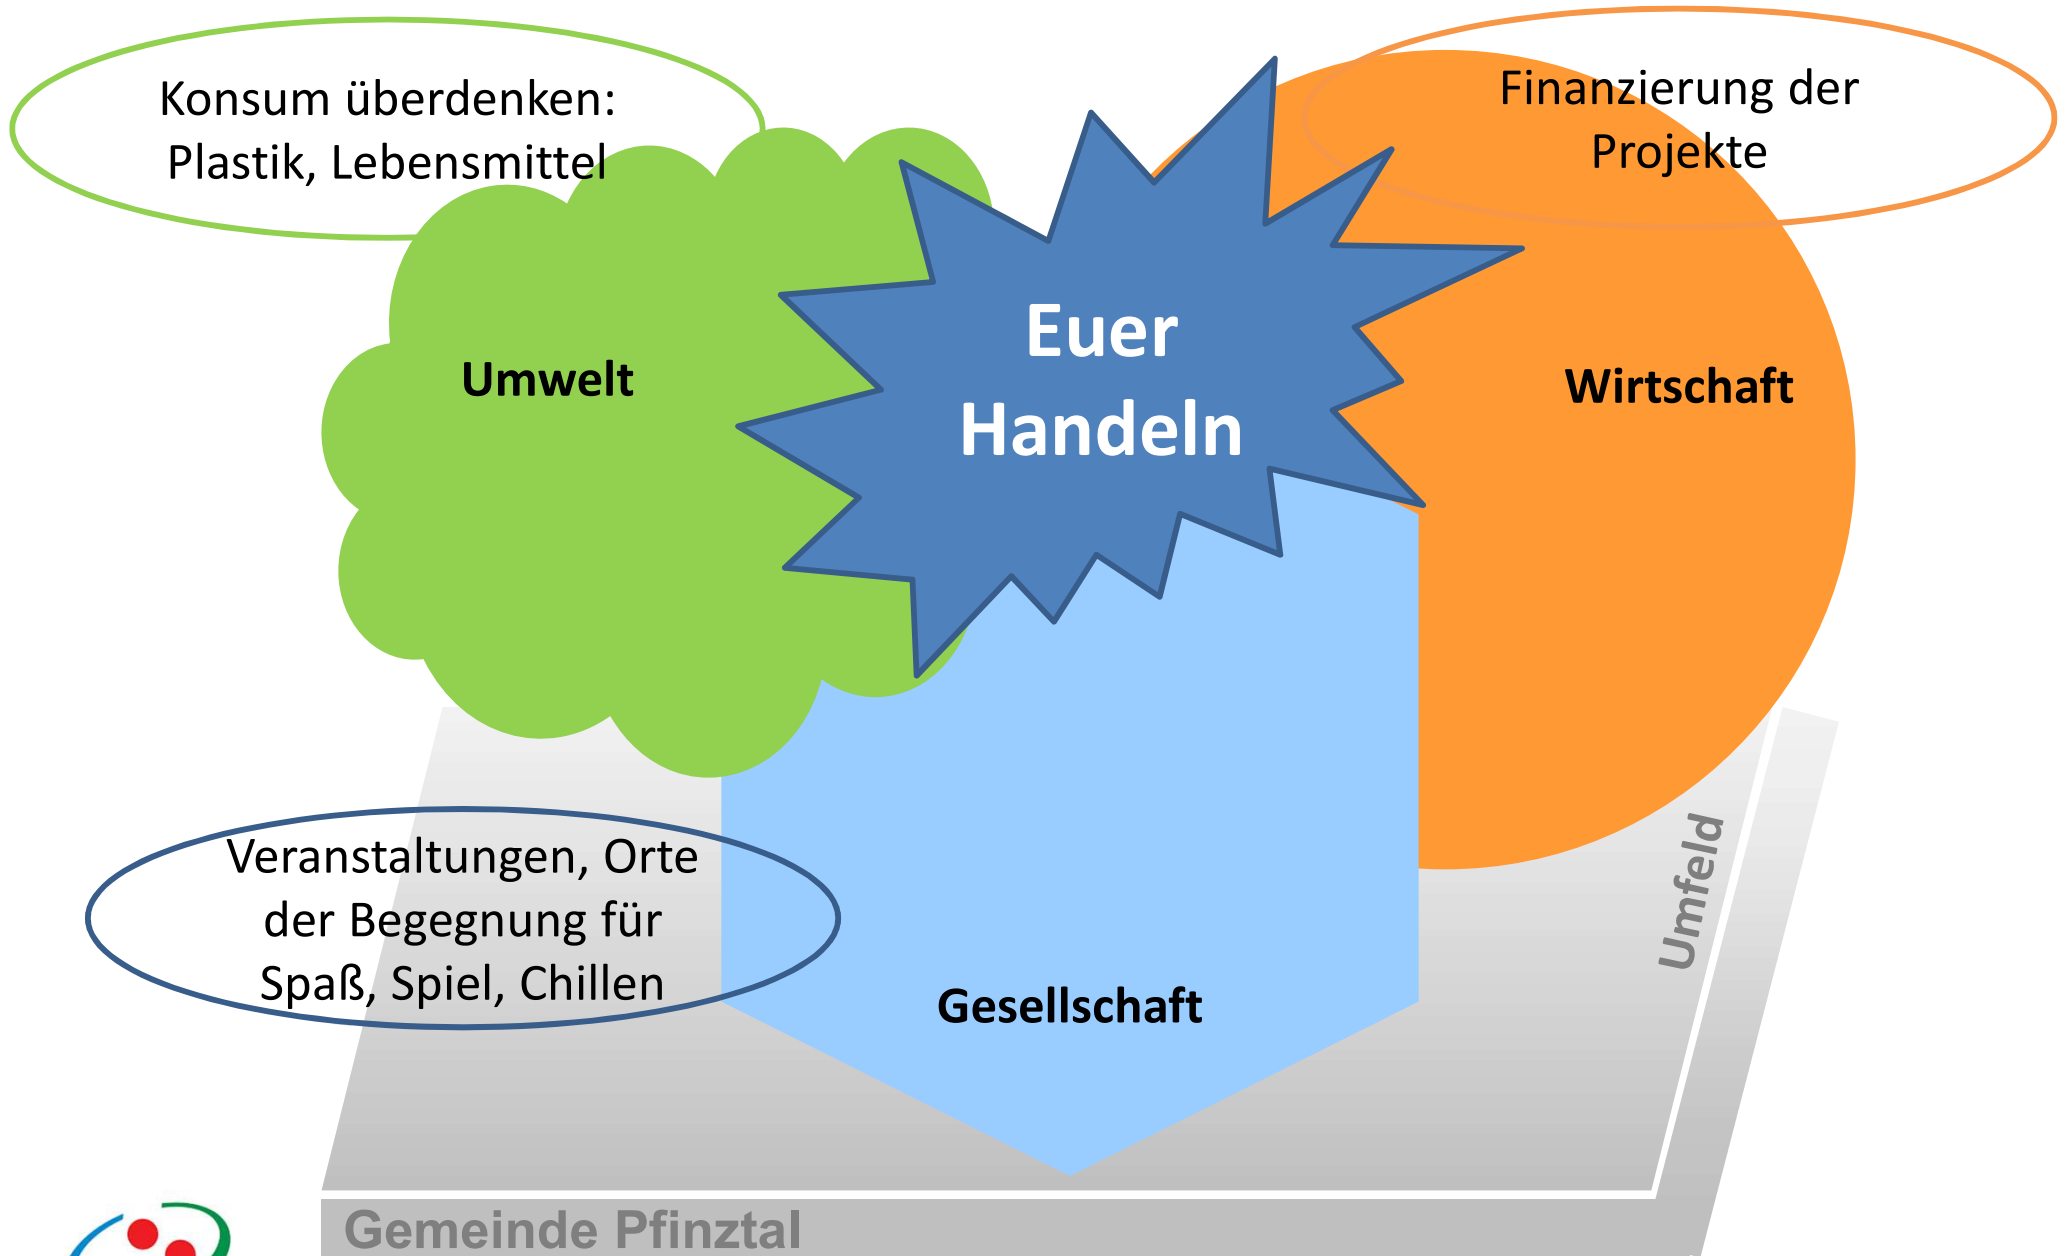 Konsum überdenken:
Plastik, Lebensmittel
Finanzierung der
Projekte
Euer
Handeln
Umwelt
Wirtschaft
Veranstaltungen, Orte
der Begegnung für
Spaß, Spiel, Chillen
Gesellschaft
Umfeld
Gemeinde Pfinztal